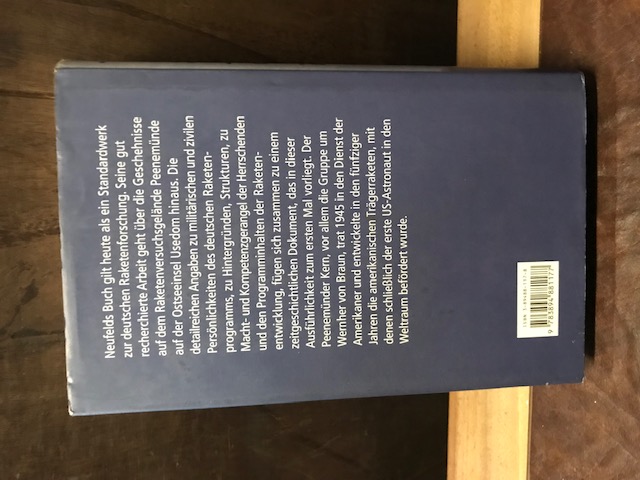 Neufelds Buch gilt heute als ein Standardwerk
zur deutschen Raketenforschung. Seine gut
recherchierte Arbeit geht über die Geschehnisse
auf dem Raketenversuchsgelände Peenemünde
auf der Ostseeinsel Usedom hinaus. Die
detailreichen Angaben zu militärischen und zivilen
Persönlichkeiten des deutschen Raketen-
programms, zu Hintergründen, Strukturen, zu
Macht- und Kompetenzgerangel der Herrschenden
und den Programminhalten der Raketen-
entwicklung, fügen sich zusammen zu einem
zeitgeschichtlichen Dokument, das in dieser
Ausführlichkeit zum ersten Mal vorliegt. Der
Peenemünder Kern, vor allem die Gruppe um
Wernher von Braun, trat 1945 in den Dienst der
Amerikaner und entwickelte in den fünfziger
Jahren die amerikanischen Trägerraketen, mit
denen schließlich der erste US-Astronaut in den
Weltraum befördert wurde.
9 783894 881177